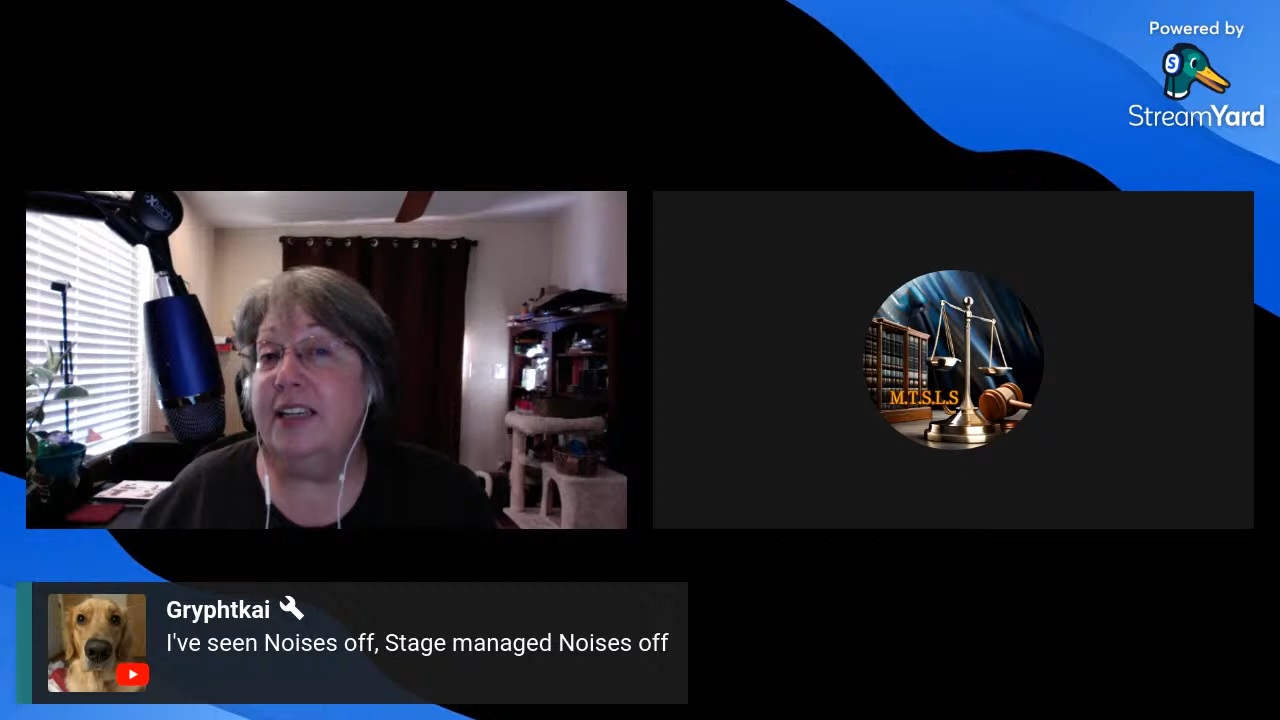 Powered by
StreamYard
M.T.S.L.S
Gryphtkai
I've seen Noises off, Stage managed Noises off